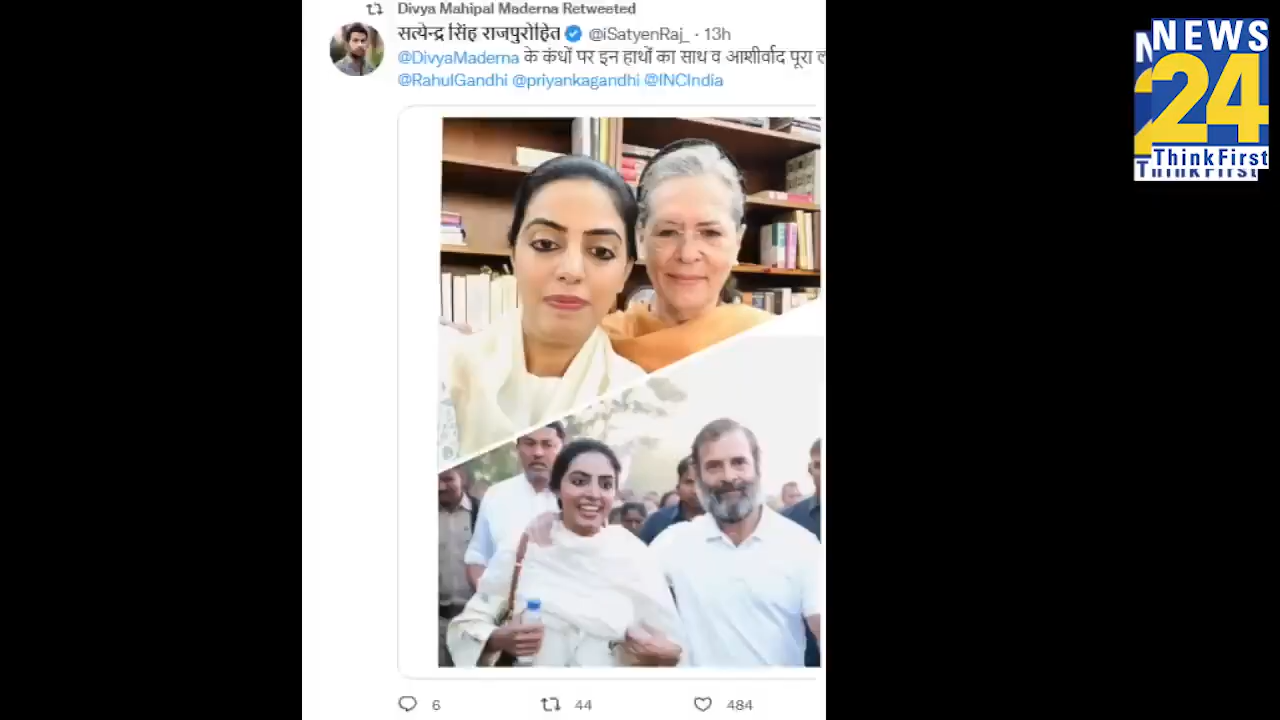 Divya Mahipal Maderna Retweeted
सत्येन्द्र सिंह राजपुरोहित @iSatyenRaj_ · 13h
@DivyaMaderna के कंधों पर इन हाथों का साथ व आशीर्वाद पूरा
@RahulGandhi @priyankagandhi @INCIndia
6 44 484
NEWS
24
ThinkFirst